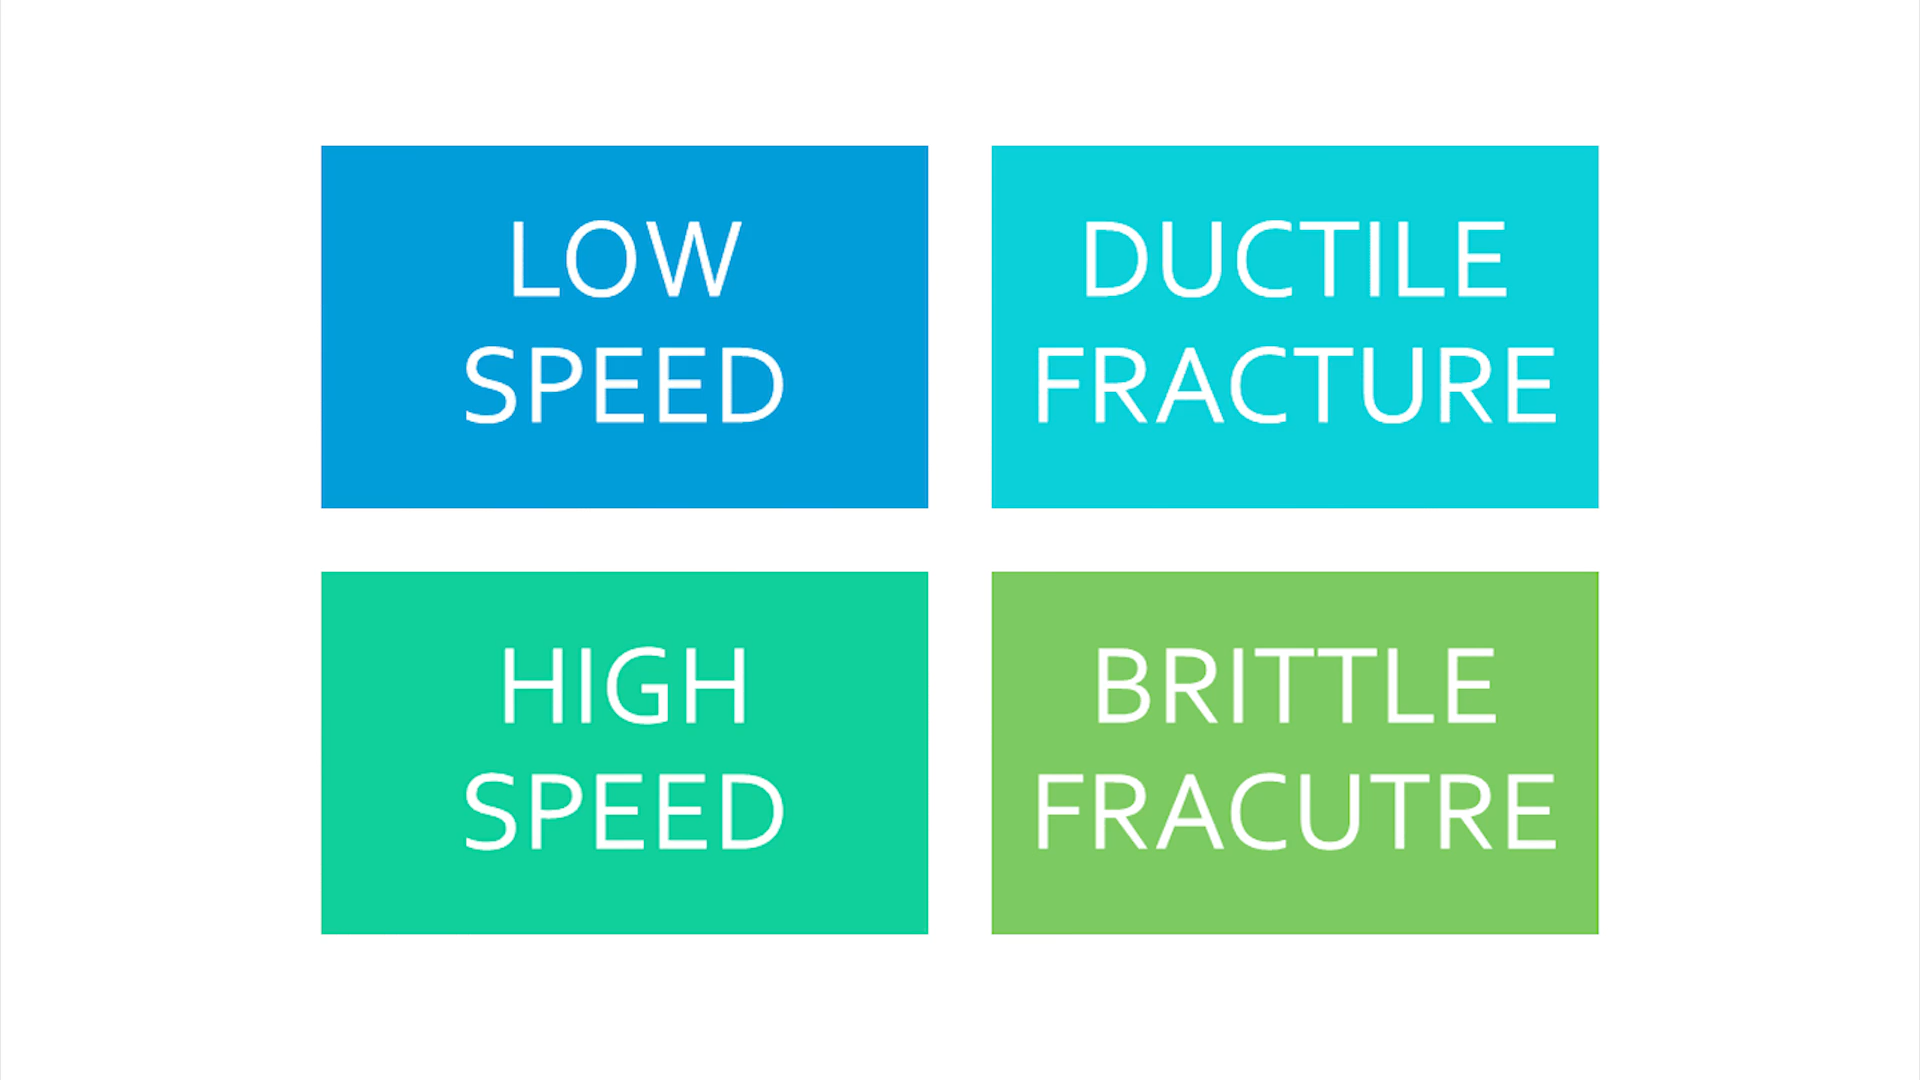 LOW
SPEED
DUCTILE
FRACTURE
HIGH
SPEED
BRITTLE
FRACUTRE